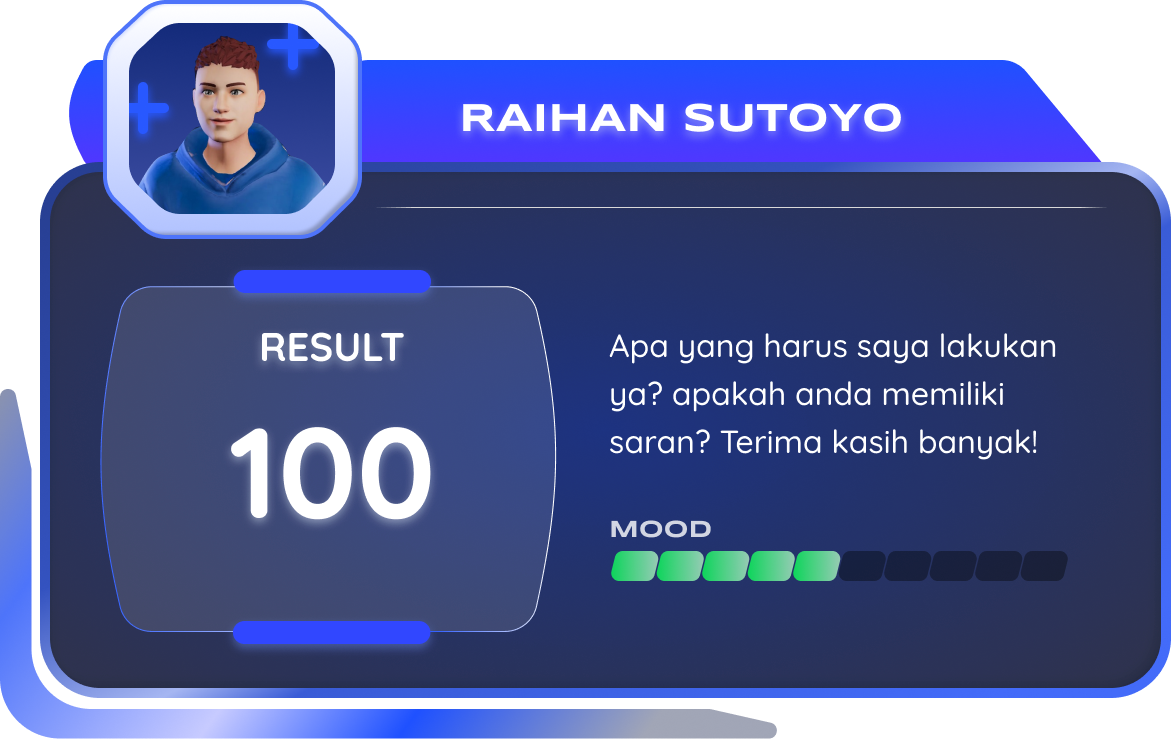 RAIHAN SUTOYO
RESULT
100
Apa yang harus saya lakukan
ya? apakah anda memiliki
saran? Terima kasih banyak!
MOOD